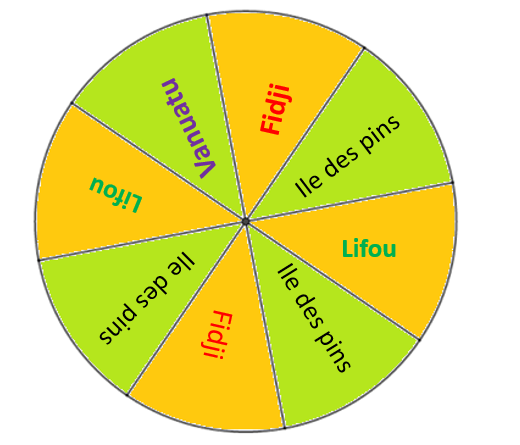 Fidji
Ile des pins
Lifou
Ile des pins
Fidji
Ile des pins
Lifou
Vanuatu